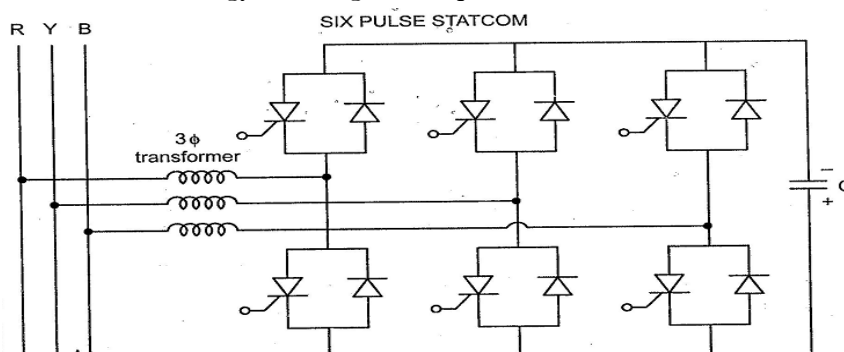 SIX PULSE STATCOM
R Y B
3ϕ
transformer
−
+